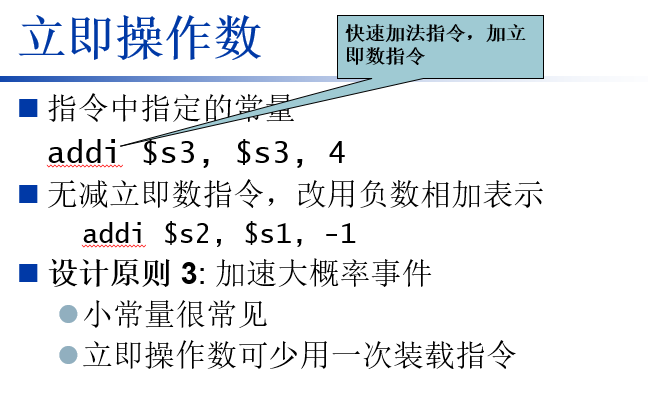 立即操作数
快速加法指令，加立
即数指令
指令中指定的常量
addi $s3, $s3, 4
无减立即数指令，改用负数相加表示
addi $s2, $s1, -1
设计原则 3: 加速大概率事件
小常量很常见
立即操作数可少用一次装载指令